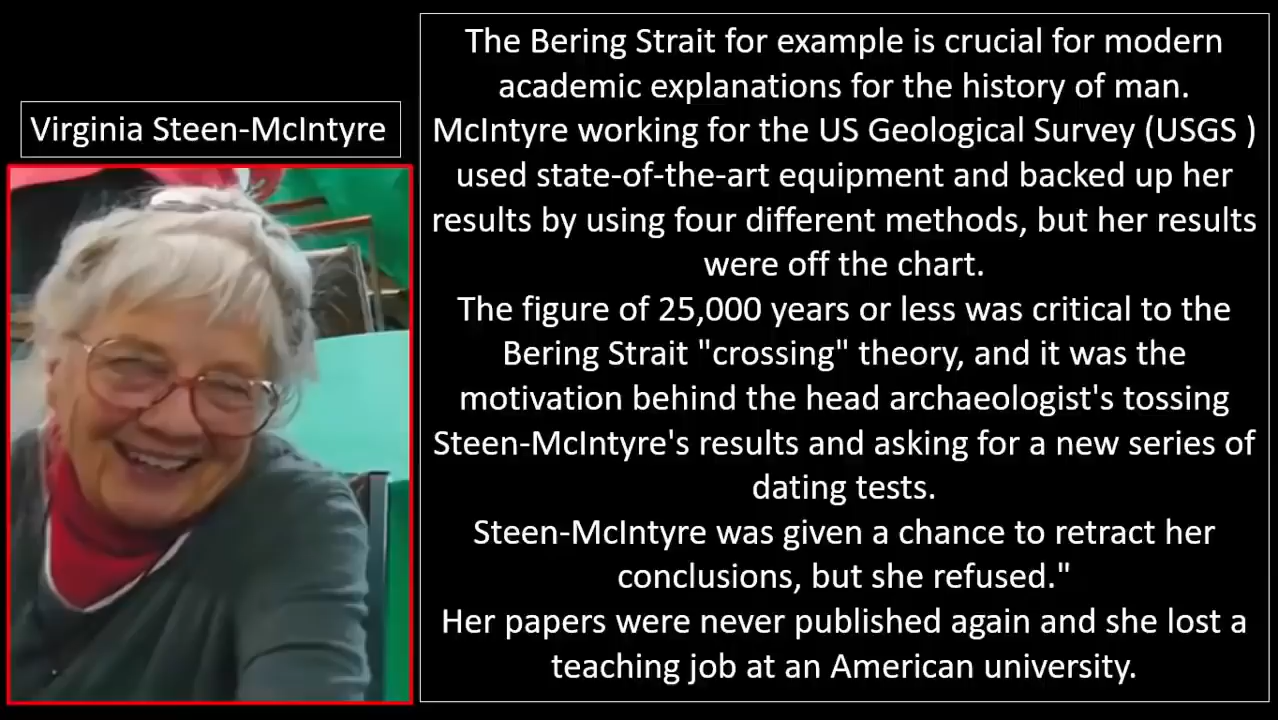 Virginia Steen-McIntyre
The Bering Strait for example is crucial for modern
academic explanations for the history of man.
McIntyre working for the US Geological Survey (USGS )
used state-of-the-art equipment and backed up her
results by using four different methods, but her results
were off the chart.
The figure of 25,000 years or less was critical to the
Bering Strait "crossing" theory, and it was the
motivation behind the head archaeologist's tossing
Steen-McIntyre's results and asking for a new series of
dating tests.
Steen-McIntyre was given a chance to retract her
conclusions, but she refused."
Her papers were never published again and she lost a
teaching job at an American university.